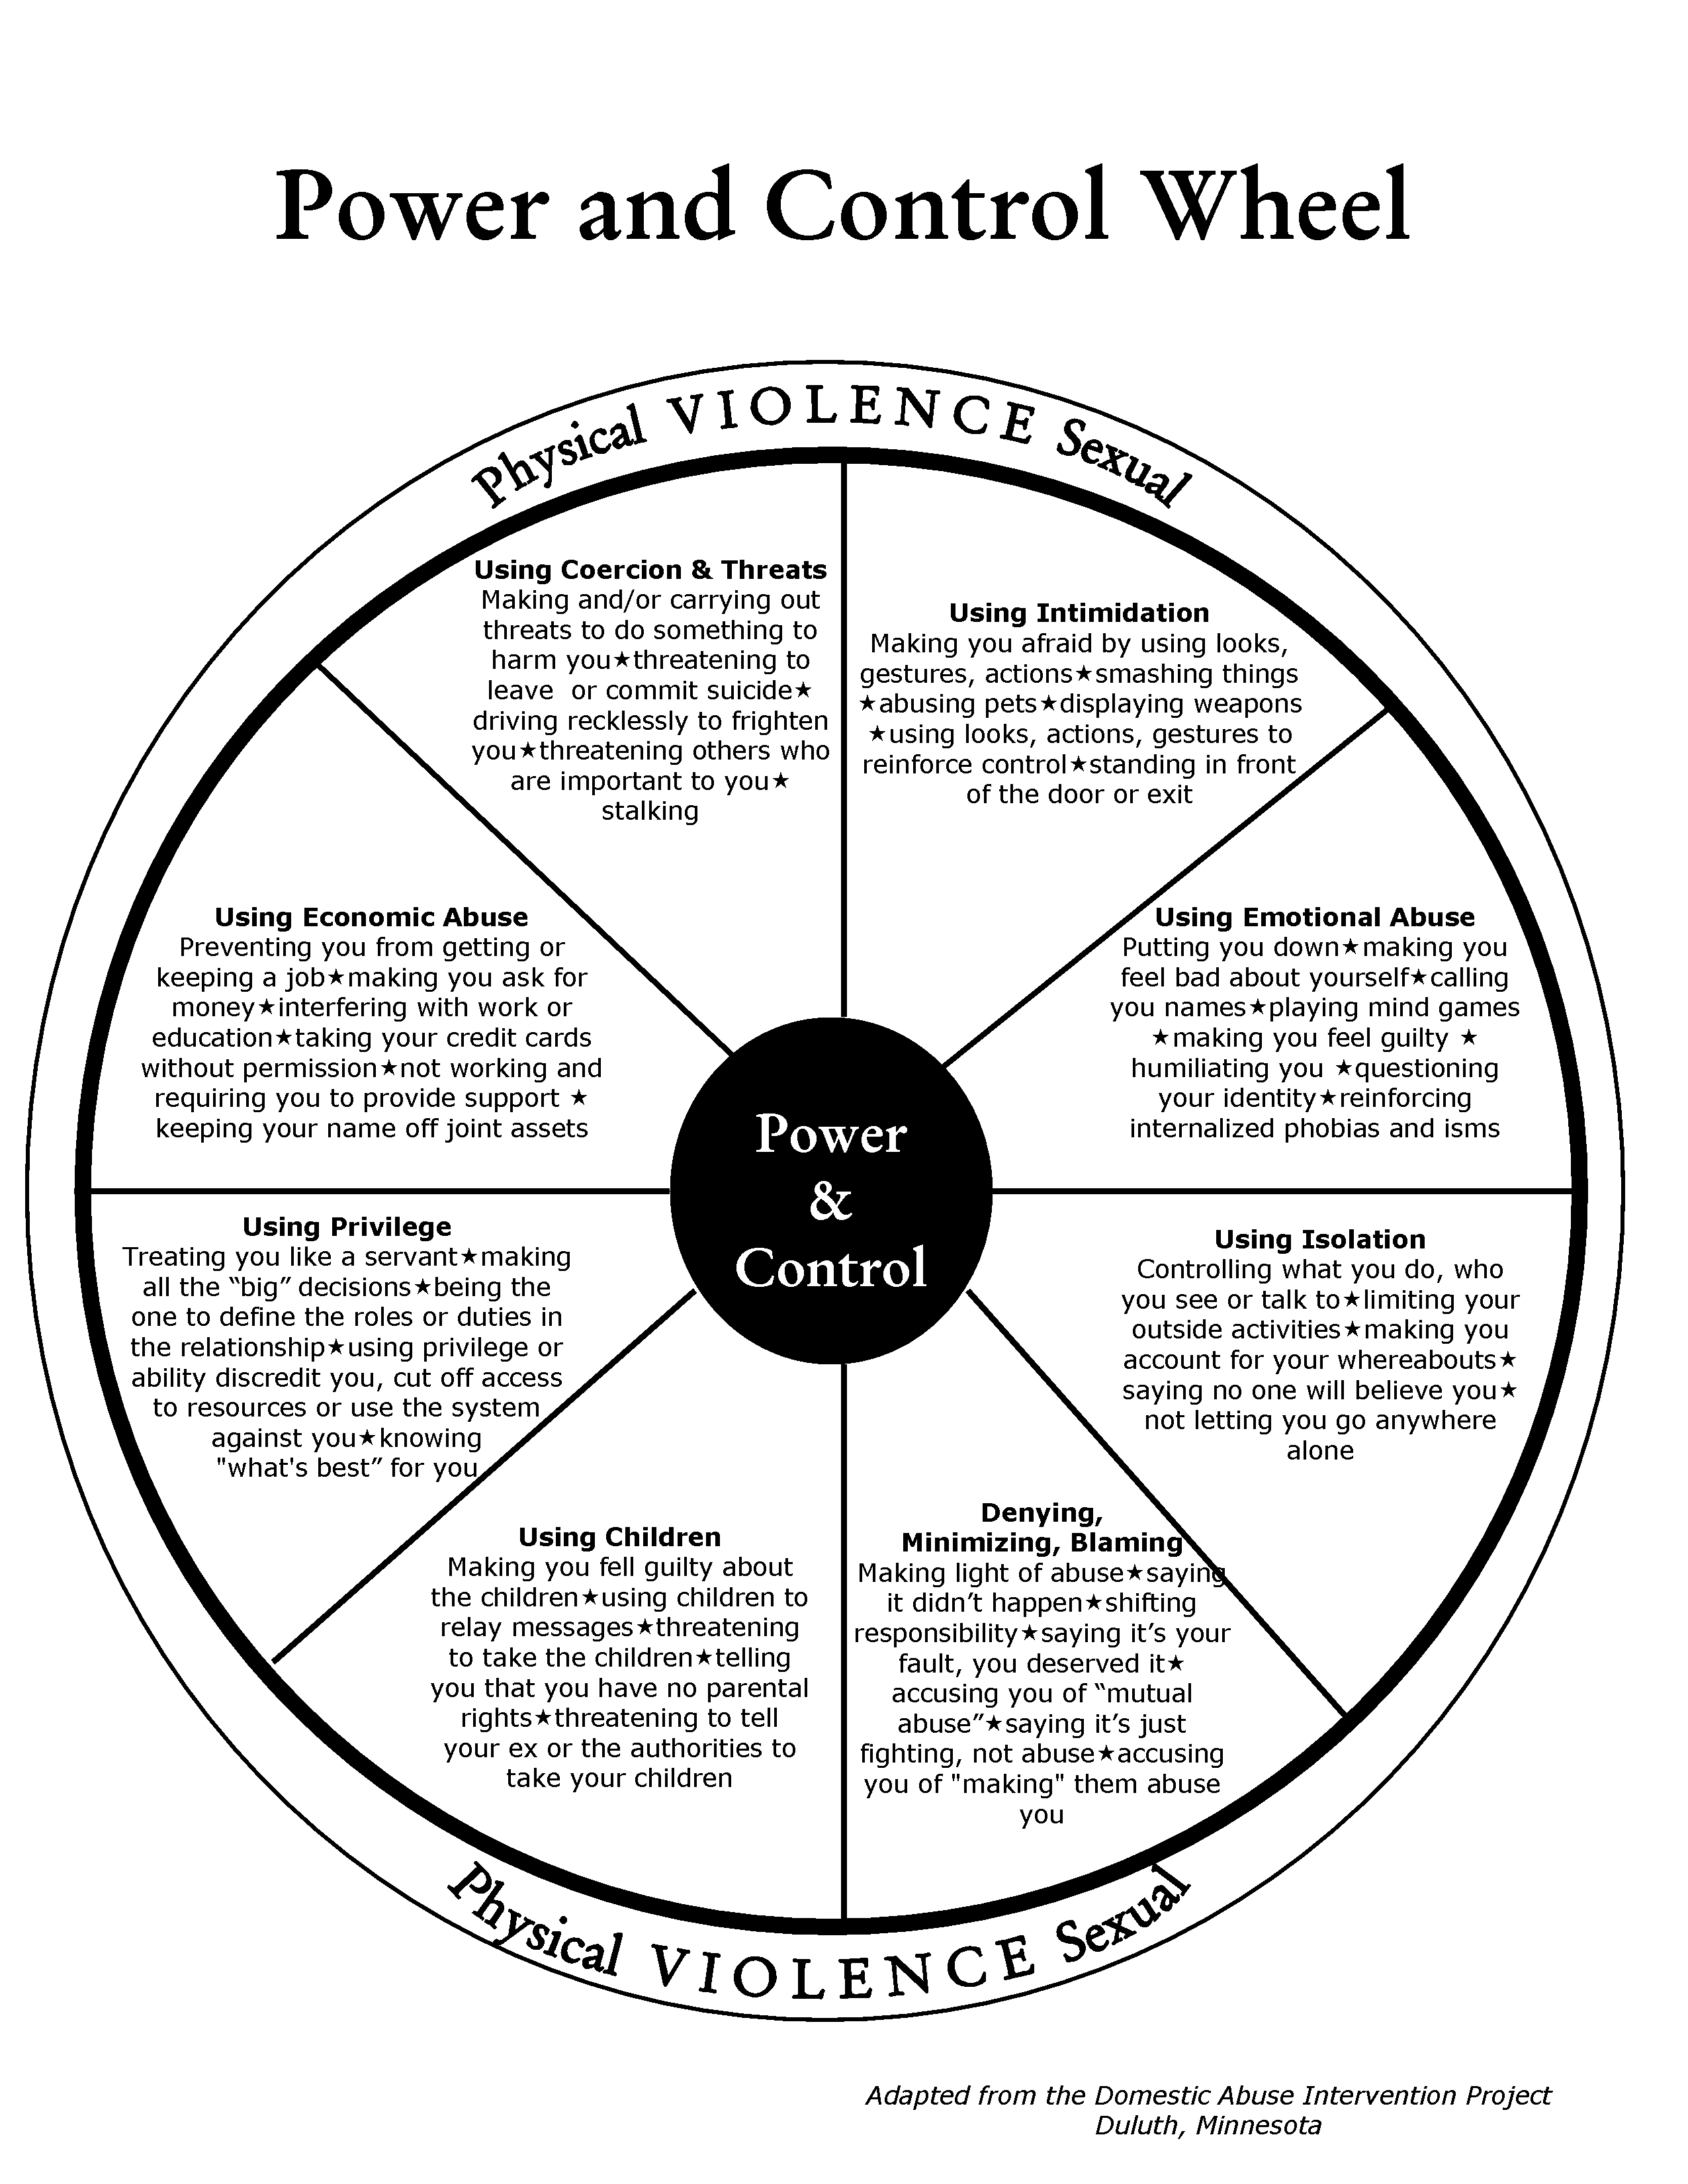 Power and Control Wheel
Physical VIOLENCE Sexual
Using Coercion & Threats
Making and/or carrying out
threats to do something to
harm you★threatening to
leave  or commit suicide★
driving recklessly to frighten
you★threatening others who
are important to you★
stalking
Using Intimidation
Making you afraid by using looks,
gestures, actions★smashing things
★abusing pets★displaying weapons
★using looks, actions, gestures to
reinforce control★standing in front
of the door or exit
Using Economic Abuse
Preventing you from getting or
keeping a job★making you ask for
money★interfering with work or
education★taking your credit cards
without permission★not working and
requiring you to provide support ★
keeping your name off joint assets
Using Emotional Abuse
Putting you down★making you
feel bad about yourself★calling
you names★playing mind games
★making you feel guilty ★
humiliating you ★questioning
your identity★reinforcing
internalized phobias and isms
Power
&
Control
Using Privilege
Treating you like a servant★making
all the “big” decisions★being the
one to define the roles or duties in
the relationship★using privilege or
ability discredit you, cut off access
to resources or use the system
against you★knowing
"what's best” for you
Using Isolation
Controlling what you do, who
you see or talk to★limiting your
outside activities★making you
account for your whereabouts★
saying no one will believe you★
not letting you go anywhere
alone
Using Children
Making you fell guilty about
the children★using children to
relay messages★threatening
to take the children★telling
you that you have no parental
rights★threatening to tell
your ex or the authorities to
take your children
Denying,
Minimizing, Blaming
Making light of abuse★saying
it didn’t happen★shifting
responsibility★saying it’s your
fault, you deserved it★
accusing you of “mutual
abuse”★saying it’s just
fighting, not abuse★accusing
you of "making" them abuse
you
Physical VIOLENCE Sexual
Adapted from the Domestic Abuse Intervention Project
Duluth, Minnesota